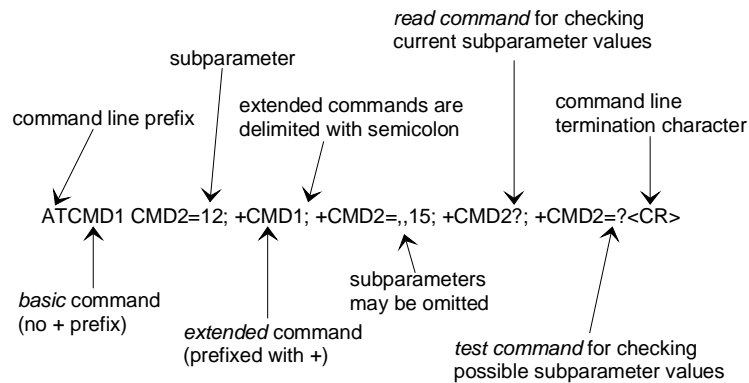 read command for checking
current subparameter values
subparameter
extended commands are
delimited with semicolon
command line
termination character
command line prefix
ATCMD1 CMD2=12; +CMD1; +CMD2=,,15; +CMD2?; +CMD2=?<CR>
subparameters
may be omitted
basic command
(no + prefix)
extended command
(prefixed with +)
test command for checking
possible subparameter values